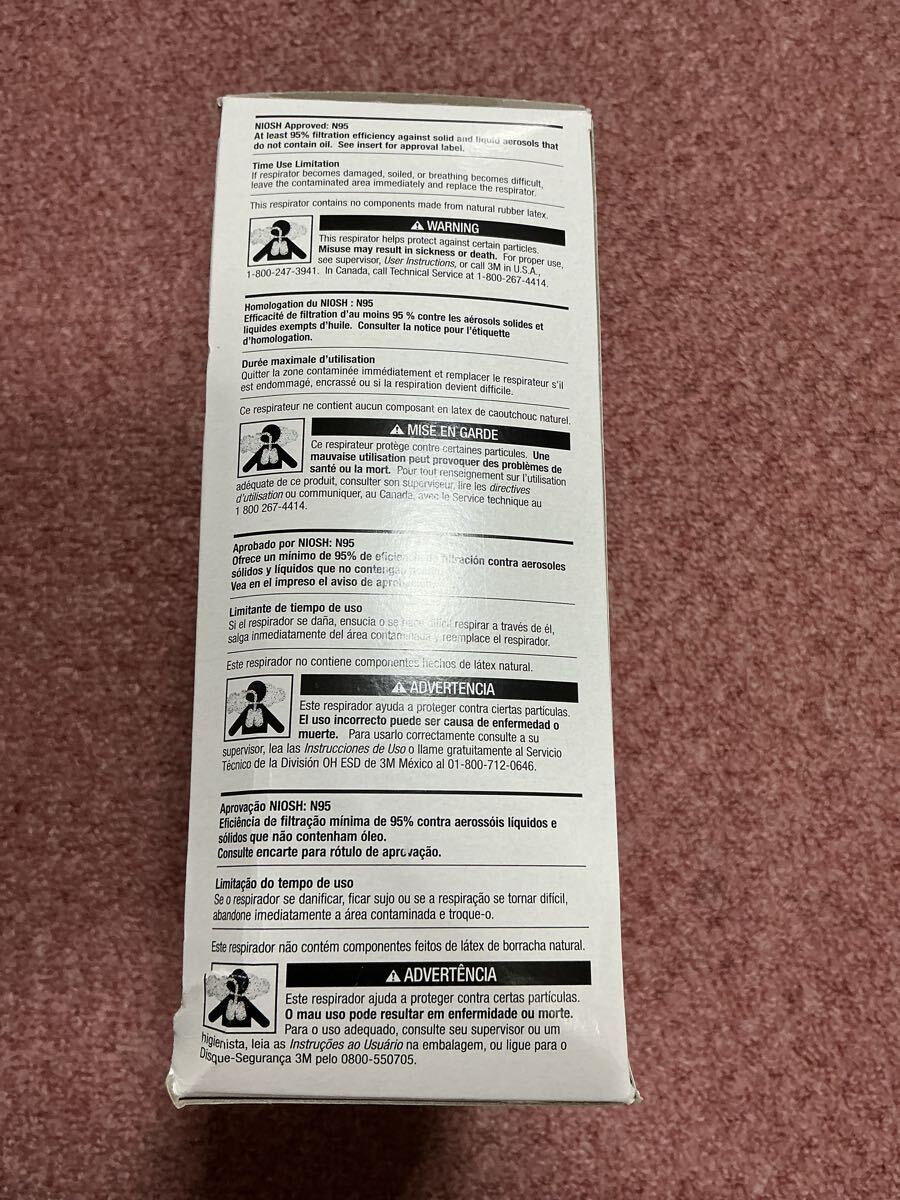 NIOSH Approved: N95
At least 95% filtration efficiency against solid and liquid aerosols that
do not contain oil. See insert for approval label.
Time Use Limitation
If respirator becomes damaged, soiled, or breathing becomes difficult,
leave the contaminated area immediately and replace the respirator.
This respirator contains no components made from natural rubber latex.
WARNING
This respirator helps protect against certain particles.
Misuse may result in sickness or death. For proper use,
see supervisor, User Instructions, or call 3M in U.S.A.,
1-800-247-3941. In Canada, call Technical Service at 1-800-267-4414.
Homologation du NIOSH : N95
Efficacité de filtration d'au moins 95 % contre les aérosols solides et
liquides exempts d'huile. Consulter la notice pour l'étiquette
d'homologation.
Durée maximale d'utilisation
Quitter la zone contaminée immédiatement et remplacer le respirateur s'il
est endommagé, encrassé ou si la respiration devient difficile.
Ce respirateur ne contient aucun composant en latex de caoutchouc naturel.
MISE EN GARDE
Ce respirateur protège contre certaines particules. Une
mauvaise utilisation peut provoquer des problèmes de
santé ou la mort. Pour tout renseignement sur l'utilisation
adéquate de ce produit, consulter son superviseur, lire les directives
d'utilisation ou communiquer, au Canada, avec le Service technique au
1 800 267-4414.
Aprobado por NIOSH: N95
Ofrece un mínimo de 95% de filtración contra aerosoles
sólidos y líquidos que no
Vea en el impreso el aviso de
Limitante de tiempo de uso
Si el respirador se daña, ensucia o se hace difícil respirar a través de él,
salga inmediatamente del área contaminada y reemplace el respirador.
Este respirador no contiene componentes hechos de látex natural.
ADVERTENCIA
Este respirador ayuda a proteger contra ciertas partículas.
El uso incorrecto puede ser causa de enfermedad o
muerte. Para usarlo correctamente consulte a su
supervisor, lea las Instrucciones de Uso o llame gratuitamente al Servicio
Técnico de la División OH ESD de 3M México al 01-800-712-0646.
Aprovação NIOSH: N95
Eficiência de filtração mínima de 95% contra aerossóis líquidos e
sólidos que não contenham óleo.
Consulte encarte para rótulo de aprovação.
Limitação do tempo de uso
Se o respirador se danificar, ficar sujo ou se a respiração se tornar difícil,
abandone imediatamente a área contaminada e troque-o.
Este respirador não contém componentes feitos de látex de borracha natural.
ADVERTÊNCIA
Este respirador ajuda a proteger contra certas partículas.
O mau uso pode resultar em enfermidade ou morte.
Para o uso adequado, consulte seu supervisor ou um
higienista, leia as Instruções ao Usuário na embalagem, ou ligue para o
Disque-Segurança 3M pelo 0800-550705.